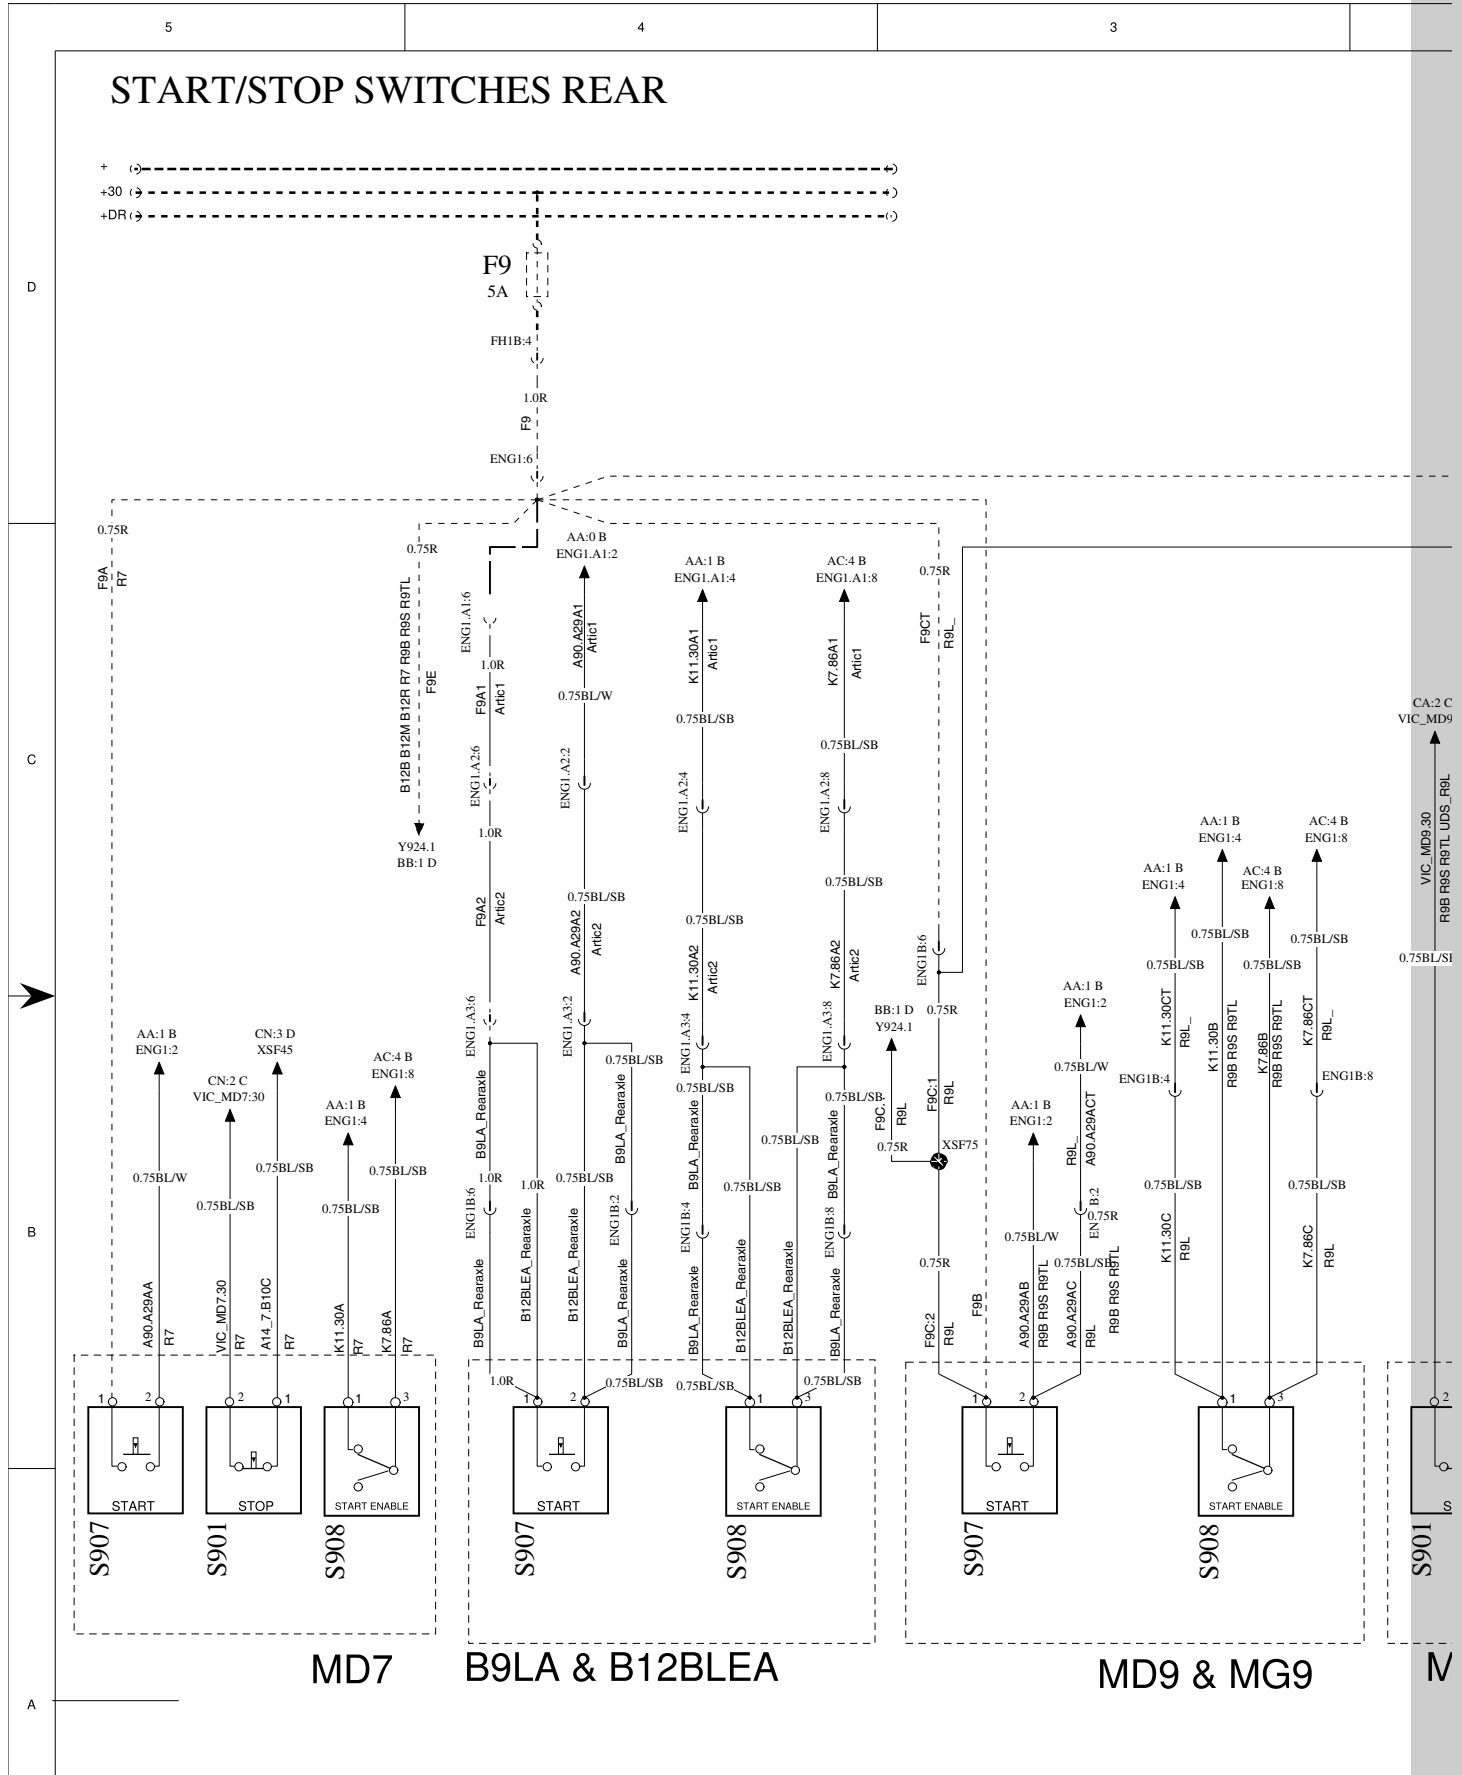 5
4
3
START/STOP SWITCHES REAR
+
+30
+DR
F9
5A
D
FH1B:4
1.0R
F9
ENG1:6
0.75R
F9A
R7
0.75R
B12B B12M B12R R7 R9B R9S R9TL
F9E
Y924.1
BB:1 D
ENG1.A1:6
1.0R
F9A1
Artic1
ENG1.A2:6
1.0R
F9A2
Artic2
ENG1.A3:6
B9LA_Rearaxle
1.0R
1.0R
ENG1B:6
B9LA_Rearaxle
B12BLEA_Rearaxle
1.0R
AA:0 B
ENG1.A1:2
A90.A29A1
Artic1
0.75BL/W
ENG1.A2:2
0.75BL/SB
A90.A29A2
Artic2
ENG1.A3:2
0.75BL/SB
B9LA_Rearaxle
0.75BL/SB
B12BLEA_Rearaxle
ENG1B:2
B9LA_Rearaxle
0.75BL/SB
AA:1 B
ENG1.A1:4
K11.30A1
Artic1
0.75BL/SB
ENG1.A2:4
0.75BL/SB
K11.30A2
Artic2
ENG1.A3:4
0.75BL/SB
B9LA_Rearaxle
0.75BL/SB
ENG1B:4
B9LA_Rearaxle
B12BLEA_Rearaxle
0.75BL/SB
AC:4 B
ENG1.A1:8
K7.86A1
Artic1
0.75BL/SB
ENG1.A2:8
0.75BL/SB
K7.86A2
Artic2
ENG1.A3:8
0.75BL/SB
0.75BL/SB
B9LA_Rearaxle
ENG1B:8
B12BLEA_Rearaxle
B9LA_Rearaxle
0.75BL/SB
0.75R
F9CT
R9L_
ENG1B:6
0.75R
BB:1 D
Y924.1
F9C.
R9L
0.75R
F9C:1
R9L
XSF75
0.75R
F9C:2
R9L
F9B
AA:1 B
ENG1:2
0.75BL/W
A90.A29AB
R9B R9S R9TL
AA:1 B
ENG1:2
0.75BL/W
R9L_
A90.A29ACT
B:2
EN
0.75R
0.75BL/SB
A90.A29AC
R9L
R9B R9S R9TL
AA:1 B
ENG1:4
0.75BL/SB
K11.30CT
R9L_
ENG1B:4
0.75BL/SB
K11.30C
R9L
AA:1 B
ENG1:4
0.75BL/SB
K11.30B
R9B R9S R9TL
AC:4 B
ENG1:8
0.75BL/SB
K7.86B
R9B R9S R9TL
AC:4 B
ENG1:8
0.75BL/SB
K7.86CT
R9L_
ENG1B:8
0.75BL/SB
K7.86C
R9L
CA:2 C
VIC_MD9
VIC_MD9.30
R9B R9S R9TL UDS_R9L
0.75BL/SB
C
AA:1 B
ENG1:2
0.75BL/W
A90.A29AA
R7
CN:2 C
VIC_MD7:30
0.75BL/SB
VIC_MD7.30
R7
CN:3 D
XSF45
0.75BL/SB
A14_7.B10C
R7
AA:1 B
ENG1:4
0.75BL/SB
K11.30A
R7
AC:4 B
ENG1:8
0.75BL/SB
K7.86A
R7
B
1 2 2 1 1 3 1 2 1 3 1 2 1 3 2
START STOP START ENABLE START START ENABLE START START ENABLE S
S907 S901 S908 S907 S908 S907 S908 S901
MD7 B9LA & B12BLEA MD9 & MG9 M
A